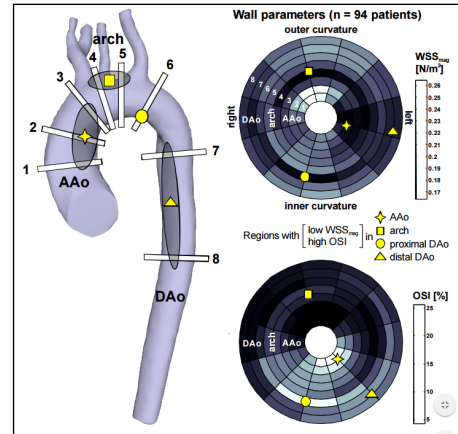 Wall parameters (n = 94 patients)
outer curvature
arch
4
5
3
6
2
1
AAo
7
8
DAo
right
left
8 7 6 5 4 3 2
DAo
arch
AAo
WSSmag
[N/m²]
0.26
0.25
0.24
0.23
0.22
0.21
0.20
0.19
0.18
0.17
inner curvature
Regions with [low WSSmag
high OSI] in
AAo
arch
proximal DAo
distal DAo
DAo
arch
AAo
OSI [%]
25
20
15
10
5